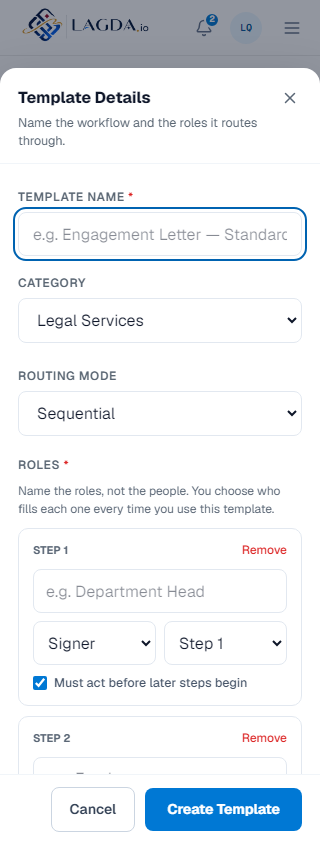 LAGDA.io
2
LQ
Template Details
Name the workflow and the roles it routes
through.
TEMPLATE NAME *
e.g. Engagement Letter — Standard
CATEGORY
Legal Services
ROUTING MODE
Sequential
ROLES *
Name the roles, not the people. You choose who
fills each one every time you use this template.
STEP 1
Remove
e.g. Department Head
Signer
Step 1
Must act before later steps begin
STEP 2
Remove
Cancel
Create Template